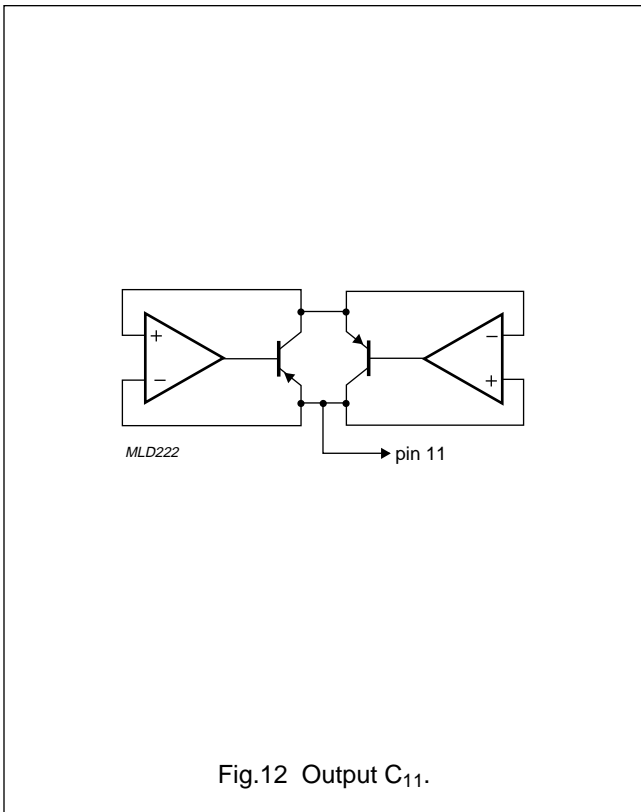 +
−
−
+
MLD222
pin 11
Fig.12 Output C₁₁.